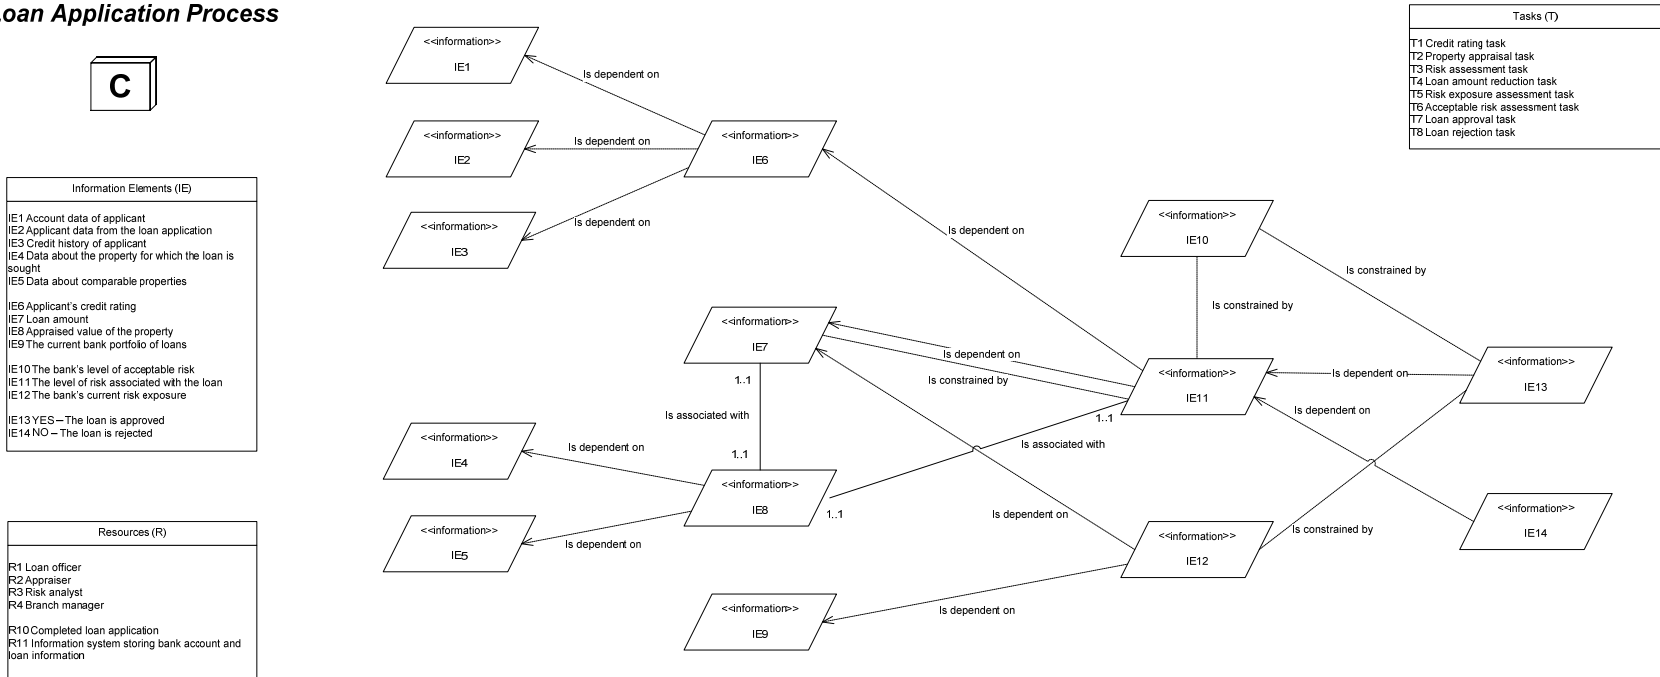 oan Application Process
C
Tasks (T)
T1 Credit rating task
T2 Property appraisal task
T3 Risk assessment task
T4 Loan amount reduction task
T5 Risk exposure assessment task
T6 Acceptable risk assessment task
T7 Loan approval task
T8 Loan rejection task
Information Elements (IE)
IE1 Account data of applicant
IE2 Applicant data from the loan application
IE3 Credit history of applicant
IE4 Data about the property for which the loan is
sought
IE5 Data about comparable properties
IE6 Applicant's credit rating
IE7 Loan amount
IE8 Appraised value of the property
IE9 The current bank portfolio of loans
IE10 The bank's level of acceptable risk
IE11 The level of risk associated with the loan
IE12 The bank's current risk exposure
IE13 YES – The loan is approved
IE14 NO – The loan is rejected
Resources (R)
R1 Loan officer
R2 Appraiser
R3 Risk analyst
R4 Branch manager
R10 Completed loan application
R11 Information system storing bank account and
loan information
<<information>>
IE1
Is dependent on
<<information>>
IE2
Is dependent on
<<information>>
IE3
Is dependent on
<<information>>
IE6
Is dependent on
<<information>>
IE7
1..1
Is associated with
1..1
Is dependent on
Is constrained by
<<information>>
IE4
Is dependent on
<<information>>
IE5
Is dependent on
<<information>>
IE8
1..1
Is associated with
1..1
Is dependent on
<<information>>
IE9
Is dependent on
<<information>>
IE10
Is constrained by
Is constrained by
<<information>>
IE11
Is dependent on
Is dependent on
<<information>>
IE12
Is constrained by
<<information>>
IE13
<<information>>
IE14